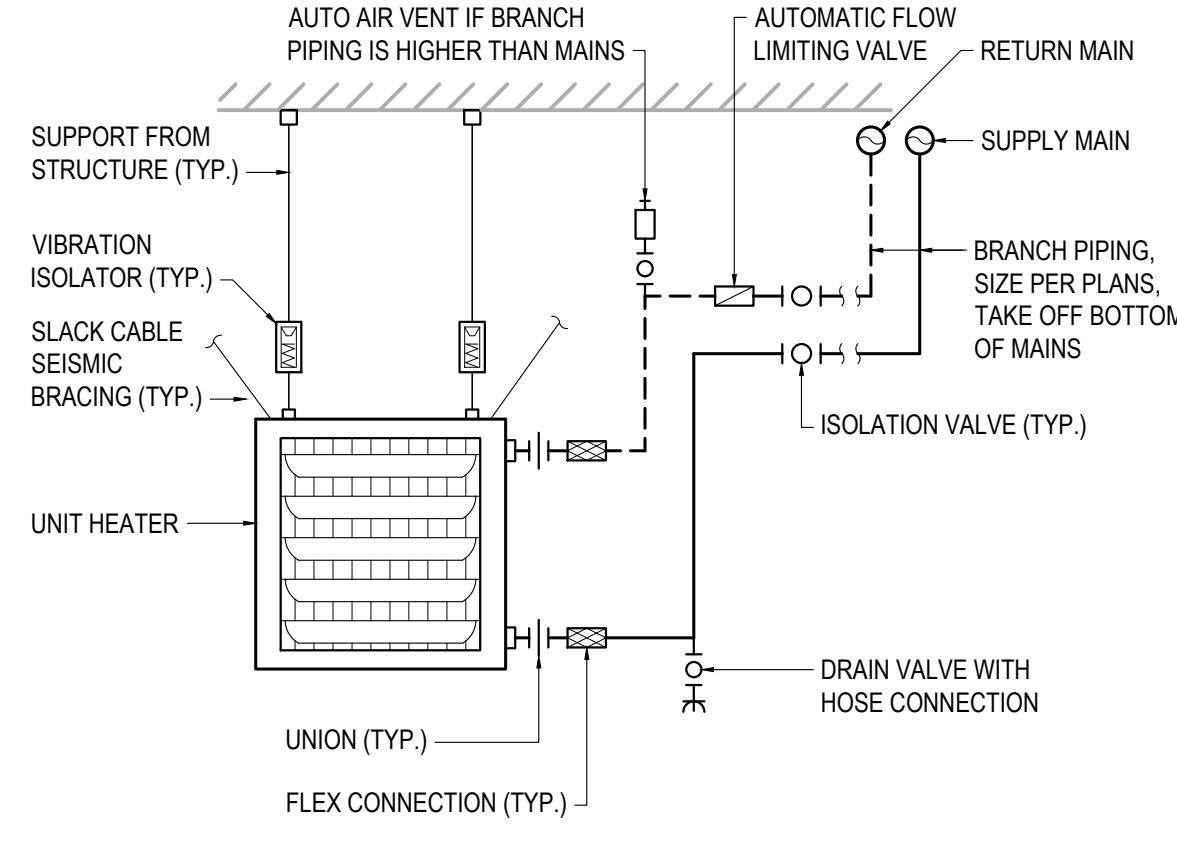 AUTO AIR VENT IF BRANCH
PIPING IS HIGHER THAN MAINS
AUTOMATIC FLOW
LIMITING VALVE
RETURN MAIN
SUPPLY MAIN
SUPPORT FROM
STRUCTURE (TYP.)
VIBRATION
ISOLATOR (TYP.)
BRANCH PIPING,
SIZE PER PLANS,
TAKE OFF BOTTOM
OF MAINS
SLACK CABLE
SEISMIC
BRACING (TYP.)
ISOLATION VALVE (TYP.)
UNIT HEATER
DRAIN VALVE WITH
HOSE CONNECTION
UNION (TYP.)
FLEX CONNECTION (TYP.)